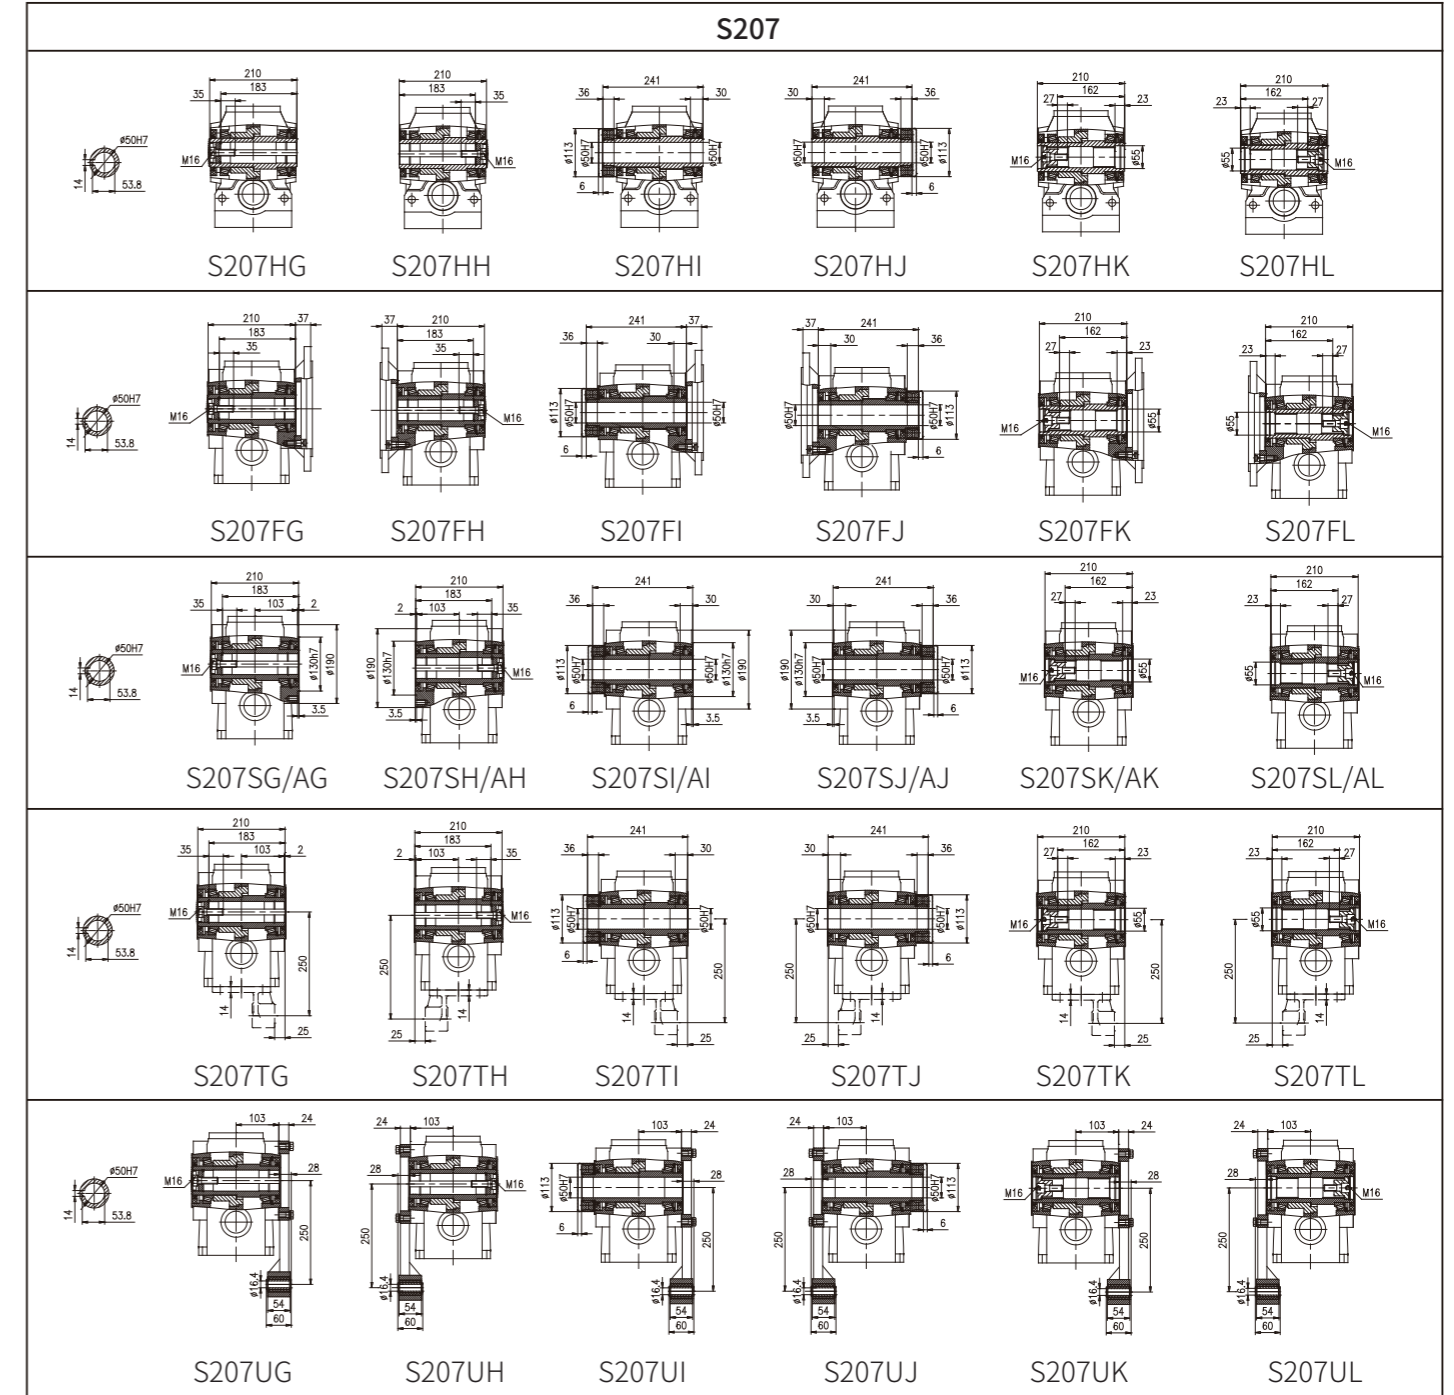 S207
210 210 241 241 210 210
183 183 36 30 30 36 162 162
35 35 27 23 23 27
ø50H7 M16 M16 ø113 ø50H7 ø50H7 ø50H7 ø50H7 ø113 M16 ø55 ø55 M16
14 53.8 6 6
S207HG S207HH S207HI S207HJ S207HK S207HL
210 37 37 210 241 37 37 241 210 210
183 183 36 30 30 36 162 162
35 35 27 23 23 27
ø50H7 M16 M16 ø113 ø50H7 ø50H7 ø50H7 ø50H7 ø113 M16 ø55 ø55 M16
14 53.8 6 6
S207FG S207FH S207FI S207FJ S207FK S207FL
210 210 241 241 210 210
183 183 36 30 30 36 162 162
35 103 2 2 103 35 27 23 23 27
ø50H7 M16 ø130h7 ø190 ø190 ø130h7 M16 ø113 ø50H7 ø50H7 ø130h7 ø190 ø190 ø130h7 ø50H7 ø50H7 ø113 M16 ø55 ø55 M16
14 53.8 3.5 3.5 6 3.5 3.5 6
S207SG/AG S207SH/AH S207SI/AI S207SJ/AJ S207SK/AK S207SL/AL
210 210 241 241 210 210
183 183 36 30 30 36 162 162
35 103 2 2 103 35 27 23 23 27
ø50H7 M16 M16 ø113 ø50H7 ø50H7 ø50H7 ø50H7 ø113 M16 ø55 ø55 M16
14 53.8 250 250 6 250 250 6 250 250
14 14 14 14
25 25 25 25 25 25
S207TG S207TH S207TI S207TJ S207TK S207TL
103 24 24 103 103 24 24 103 103 24 24 103
28 28 28 28 28 28
ø50H7 M16 M16 ø113 ø50H7 ø50H7 ø113 M16 M16
14 53.8 250 250 6 250 250 6 250 250
ø16.4 ø16.4 ø16.4 ø16.4 ø16.4 ø16.4
54 54 54 54 54 54
60 60 60 60 60 60
S207UG S207UH S207UI S207UJ S207UK S207UL